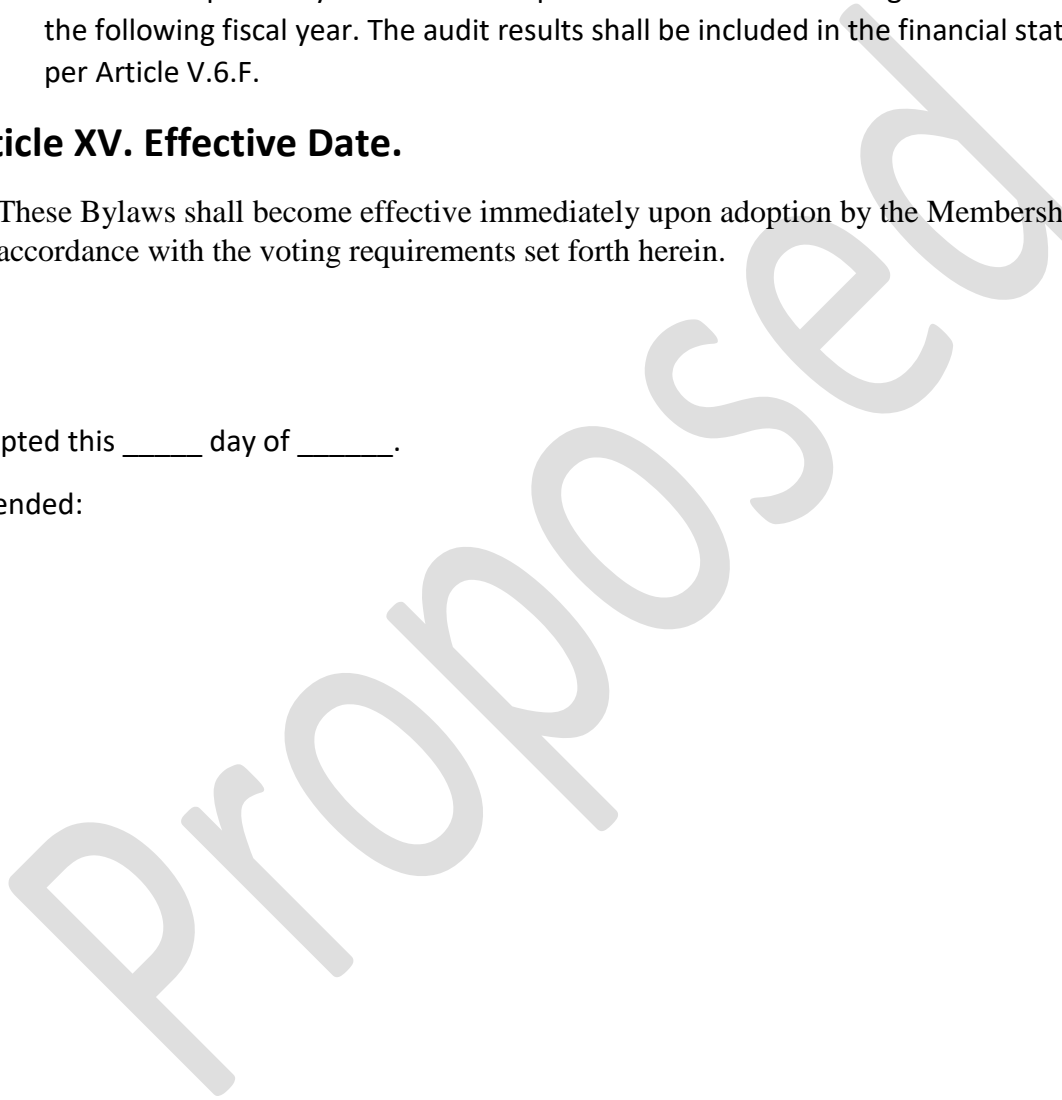 the following fiscal year. The audit results shall be included in the financial stat
per Article V.6.F.
ticle XV. Effective Date.
These Bylaws shall become effective immediately upon adoption by the Membersh
accordance with the voting requirements set forth herein.
pted this _____ day of ______.
ended:
Proposed